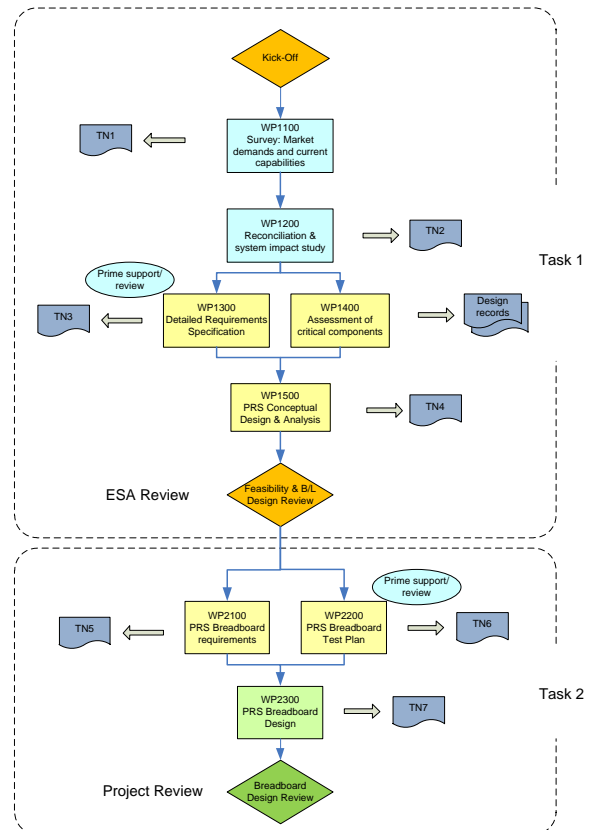 Kick-Off
TN1
WP1100
Survey: Market
demands and current
capabilities
WP1200
Reconciliation &
system impact study
TN2
Task 1
Prime support/
review
TN3
WP1300
Detailed Requirements
Specification
WP1400
Assessment of
critical components
Design
records
WP1500
PRS Conceptual
Design & Analysis
TN4
ESA Review
Feasibility & B/L
Design Review
Prime support/
review
TN5
WP2100
PRS Breadboard
requirements
WP2200
PRS Breadboard
Test Plan
TN6
WP2300
PRS Breadboard
Design
TN7
Task 2
Project Review
Breadboard
Design Review